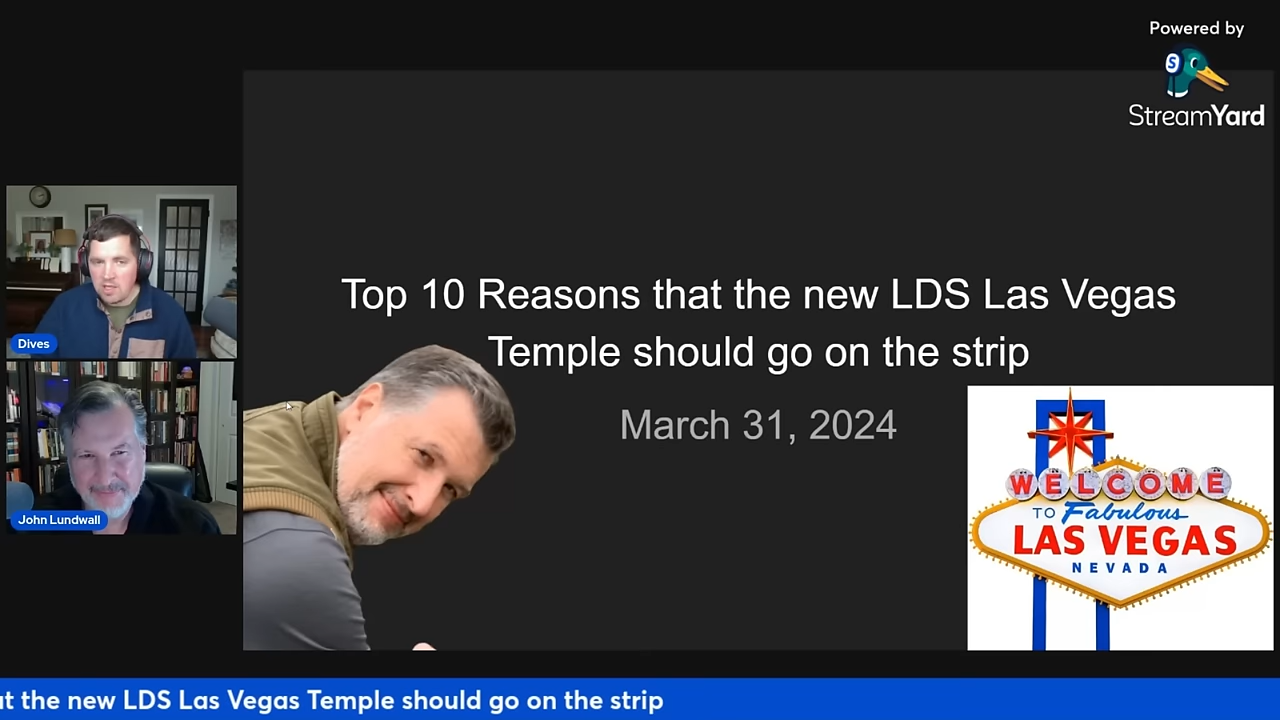 Powered by
S
StreamYard
Top 10 Reasons that the new LDS Las Vegas
Temple should go on the strip
March 31, 2024
Dives
John Lundwall
WELCOME
TO Fabulous
LAS VEGAS
NEVADA
the new LDS Las Vegas Temple should go on the strip